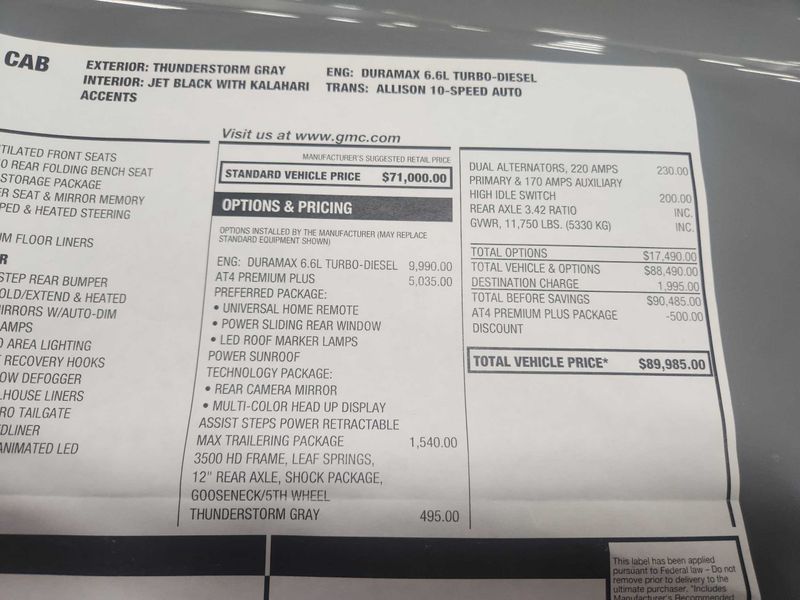 CAB
EXTERIOR: THUNDERSTORM GRAY
INTERIOR: JET BLACK WITH KALAHARI
ACCENTS
ENG: DURAMAX 6.6L TURBO-DIESEL
TRANS: ALLISON 10-SPEED AUTO
TILATED FRONT SEATS
O REAR FOLDING BENCH SEAT
STORAGE PACKAGE
ER SEAT & MIRROR MEMORY
PED & HEATED STEERING
UM FLOOR LINERS
R
STEP REAR BUMPER
OLD/EXTEND & HEATED
MIRRORS W/AUTO-DIM
AMPS
O AREA LIGHTING
T RECOVERY HOOKS
OW DEFOGGER
LHOUSE LINERS
RO TAILGATE
EDLINER
ANIMATED LED
Visit us at www.gmc.com
MANUFACTURER'S SUGGESTED RETAIL PRICE
STANDARD VEHICLE PRICE $71,000.00
OPTIONS & PRICING
OPTIONS INSTALLED BY THE MANUFACTURER (MAY REPLACE
STANDARD EQUIPMENT SHOWN)
ENG: DURAMAX 6.6L TURBO-DIESEL 9,990.00
AT4 PREMIUM PLUS 5,035.00
PREFERRED PACKAGE:
• UNIVERSAL HOME REMOTE
• POWER SLIDING REAR WINDOW
• LED ROOF MARKER LAMPS
POWER SUNROOF
TECHNOLOGY PACKAGE:
• REAR CAMERA MIRROR
• MULTI-COLOR HEAD UP DISPLAY
ASSIST STEPS POWER RETRACTABLE
MAX TRAILERING PACKAGE 1,540.00
3500 HD FRAME, LEAF SPRINGS,
12" REAR AXLE, SHOCK PACKAGE,
GOOSENECK/5TH WHEEL
THUNDERSTORM GRAY 495.00
DUAL ALTERNATORS, 220 AMPS 230.00
PRIMARY & 170 AMPS AUXILIARY
HIGH IDLE SWITCH 200.00
REAR AXLE 3.42 RATIO INC.
GVWR, 11,750 LBS. (5330 KG) INC.
TOTAL OPTIONS $17,490.00
TOTAL VEHICLE & OPTIONS $88,490.00
DESTINATION CHARGE 1,995.00
TOTAL BEFORE SAVINGS $90,485.00
AT4 PREMIUM PLUS PACKAGE -500.00
DISCOUNT
TOTAL VEHICLE PRICE* $89,985.00
This label has been applied
pursuant to Federal law - Do not
remove prior to delivery to the
ultimate purchaser. *Includes
Manufacturer's Recommended